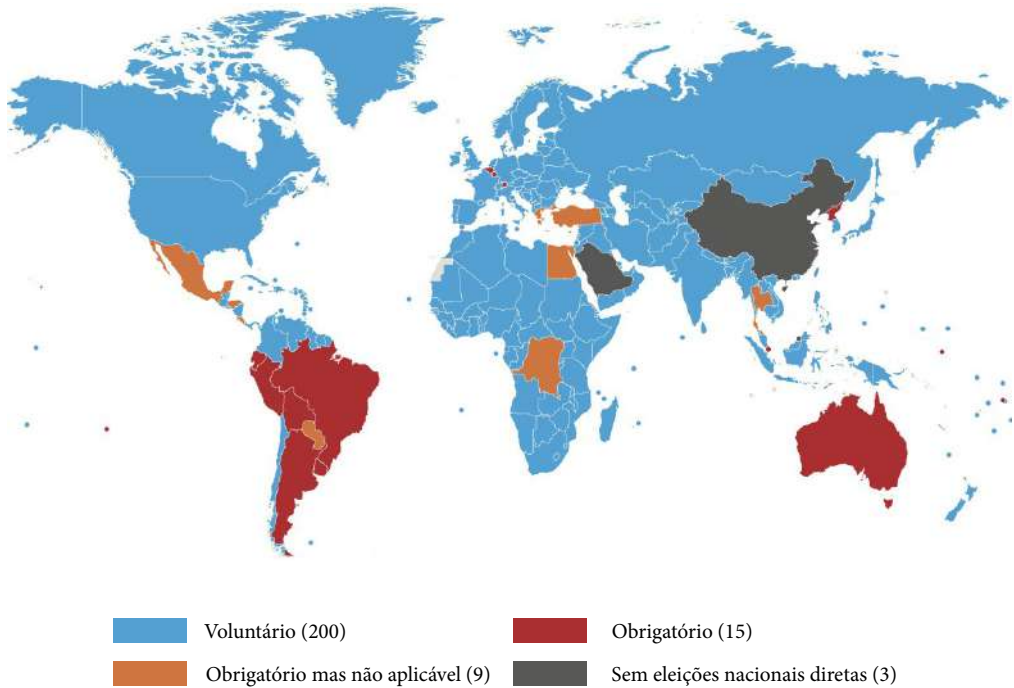 Voluntário (200)
Obrigatório (15)
Obrigatório mas não aplicável (9)
Sem eleições nacionais diretas (3)